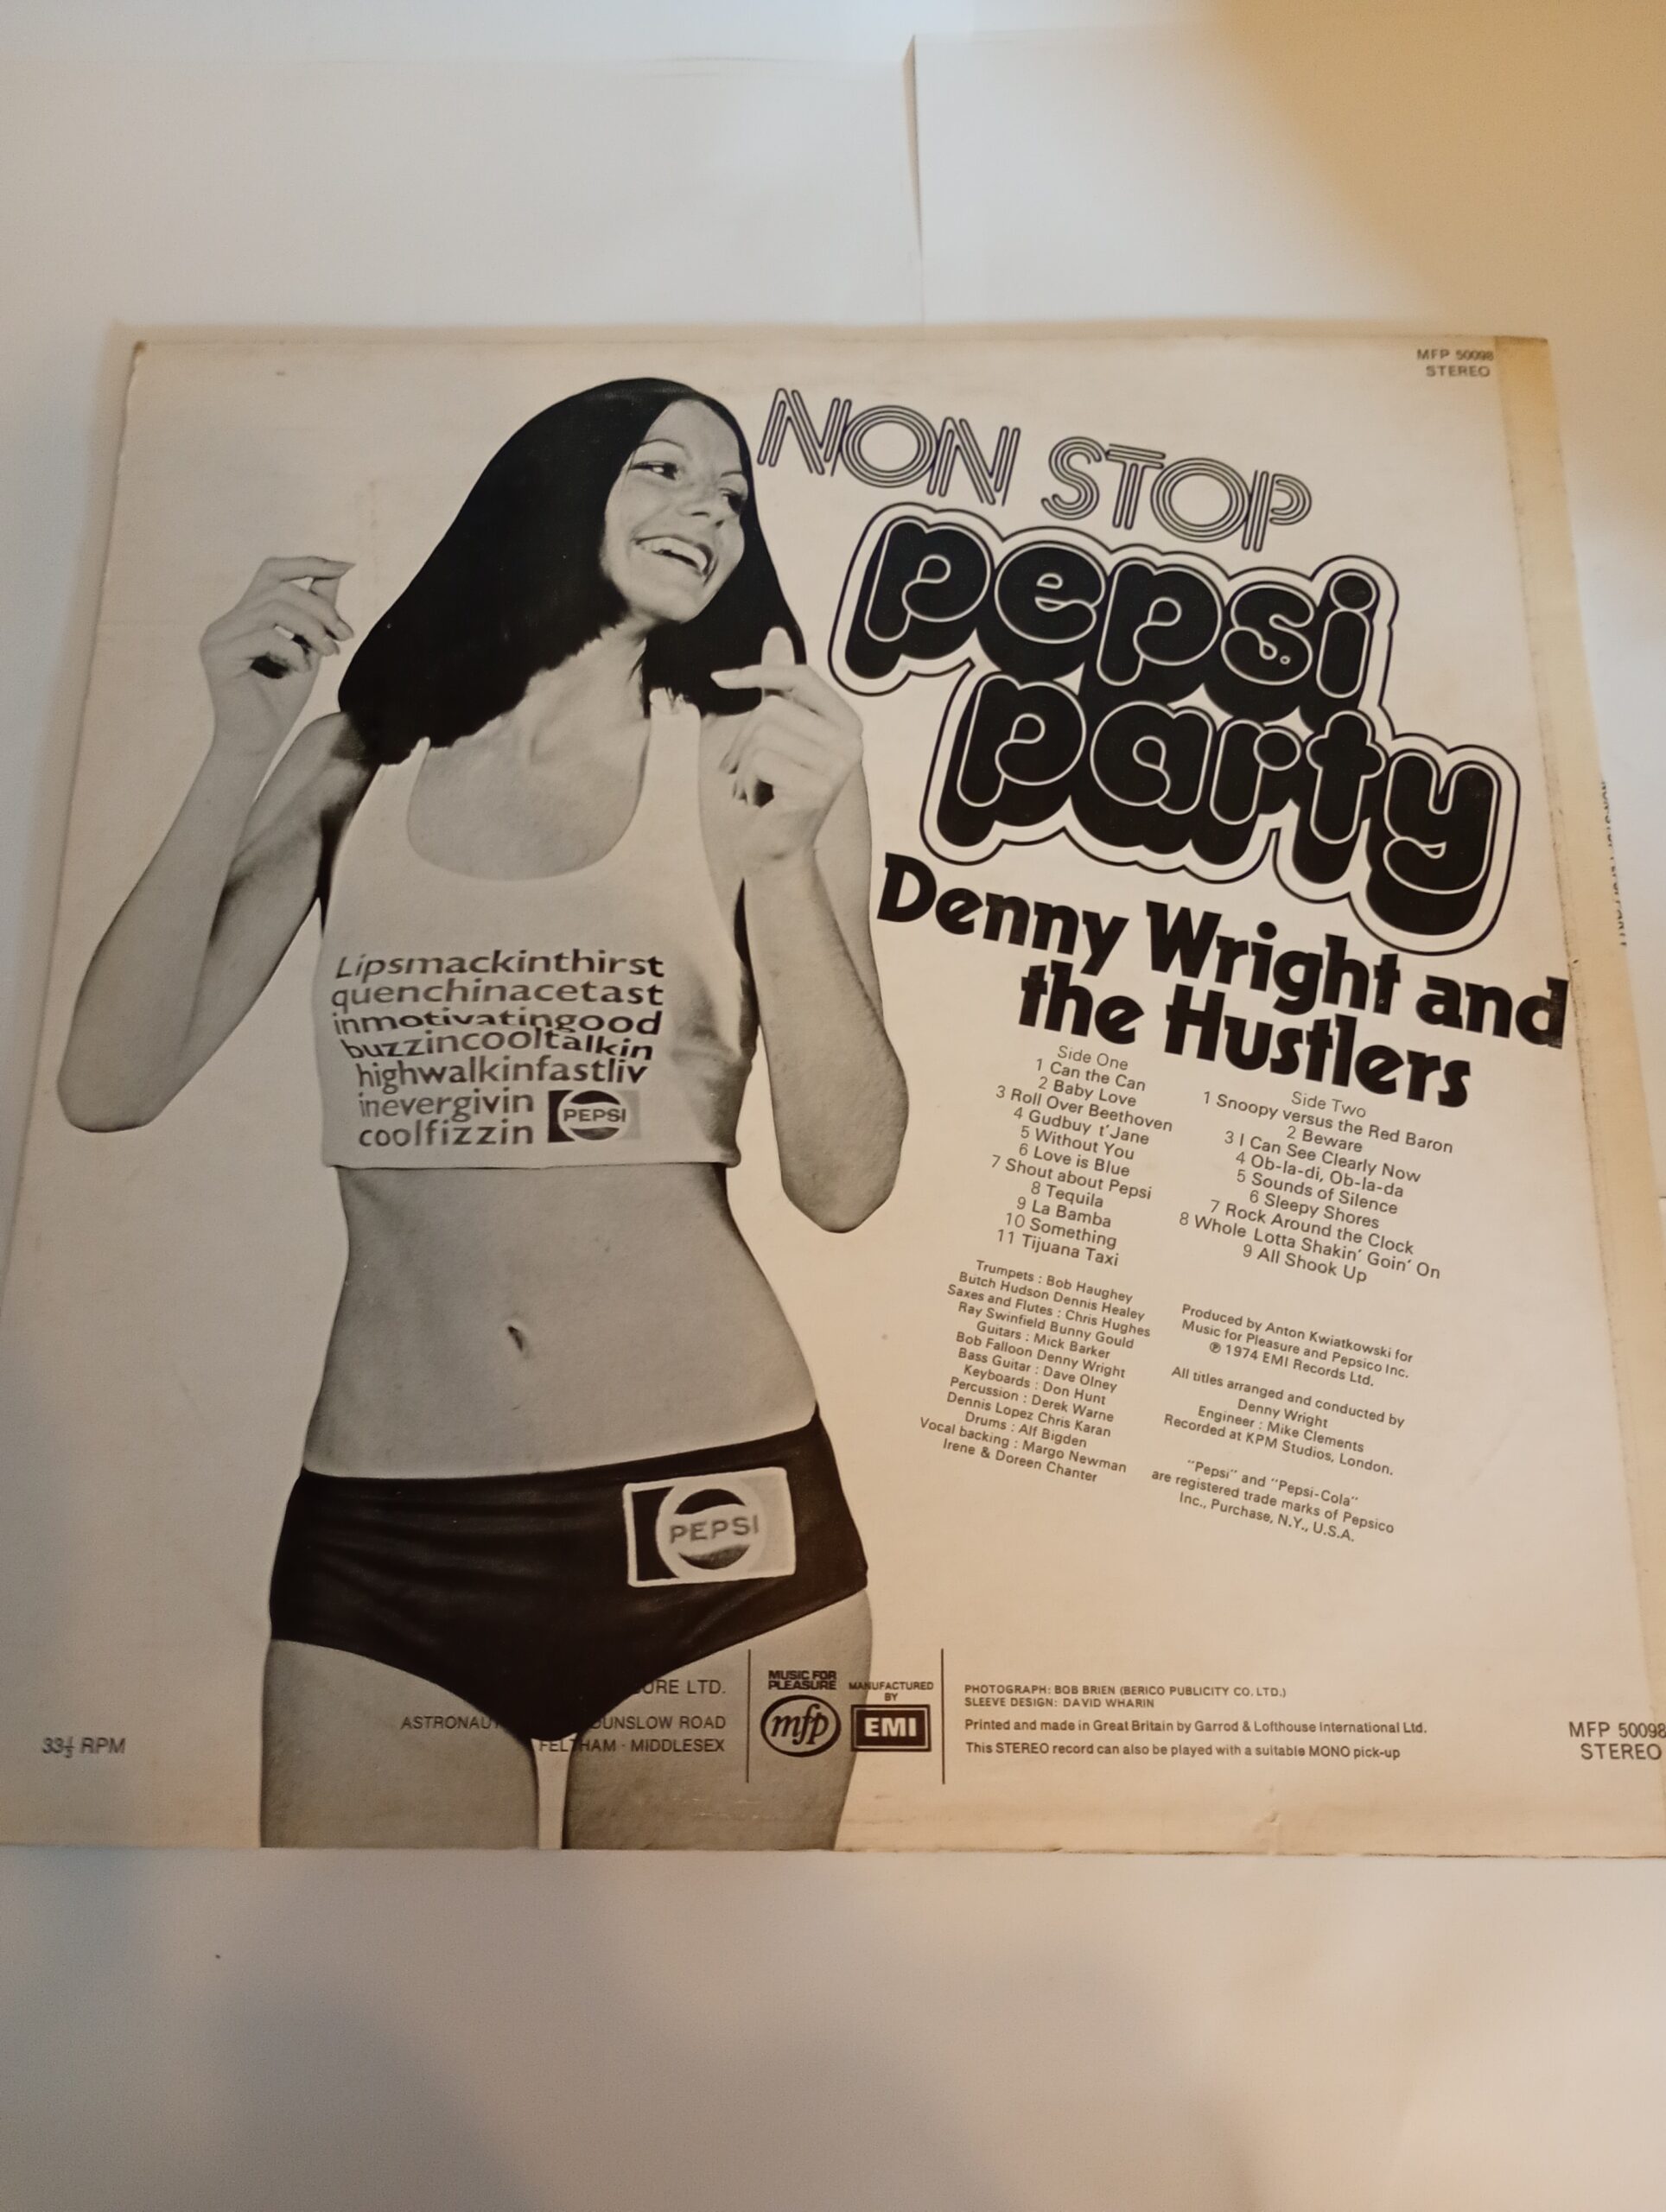 MFP 50098
STEREO
NON STOP
pepsi
party
Denny Wright and
the Hustlers
Lipsmackinthirst
quenchinacetast
inmotivatingood
buzzincooltalkin
highwalkinfastliv
inevergivin
coolfizzin PEPSI
Side One
1 Can the Can
2 Baby Love
3 Roll Over Beethoven
4 Gudbuy t'Jane
5 Without You
6 Love is Blue
7 Shout about Pepsi
8 Tequila
9 La Bamba
10 Something
11 Tijuana Taxi
Side Two
1 Snoopy versus the Red Baron
2 Beware
3 I Can See Clearly Now
4 Ob-la-di, Ob-la-da
5 Sounds of Silence
6 Sleepy Shores
7 Rock Around the Clock
8 Whole Lotta Shakin' Goin' On
9 All Shook Up
Trumpets : Bob Haughey
Butch Hudson Dennis Healey
Saxes and Flutes : Chris Hughes
Ray Swinfield Bunny Gould
Guitars : Mick Barker
Bob Falloon Denny Wright
Bass Guitar : Dave Olney
Keyboards : Don Hunt
Percussion : Derek Warne
Dennis Lopez Chris Karan
Drums : Alf Bigden
Vocal backing : Margo Newman
Irene & Doreen Chanter
Produced by Anton Kwiatkowski for
Music for Pleasure and Pepsico Inc.
℗ 1974 EMI Records Ltd.
All titles arranged and conducted by
Denny Wright
Engineer : Mike Clements
Recorded at KPM Studios, London.
"Pepsi" and "Pepsi-Cola"
are registered trade marks of Pepsico
Inc., Purchase, N.Y., U.S.A.
PEPSI
33⅓ RPM
LTD.
ROAD
FELTHAM · MIDDLESEX
MUSIC FOR
PLEASURE
mfp
MANUFACTURED
BY
EMI
PHOTOGRAPH: BOB BRIEN (BERICO PUBLICITY CO. LTD.)
SLEEVE DESIGN: DAVID WHARIN
Printed and made in Great Britain by Garrod & Lofthouse International Ltd.
This STEREO record can also be played with a suitable MONO pick-up
MFP 50098
STEREO